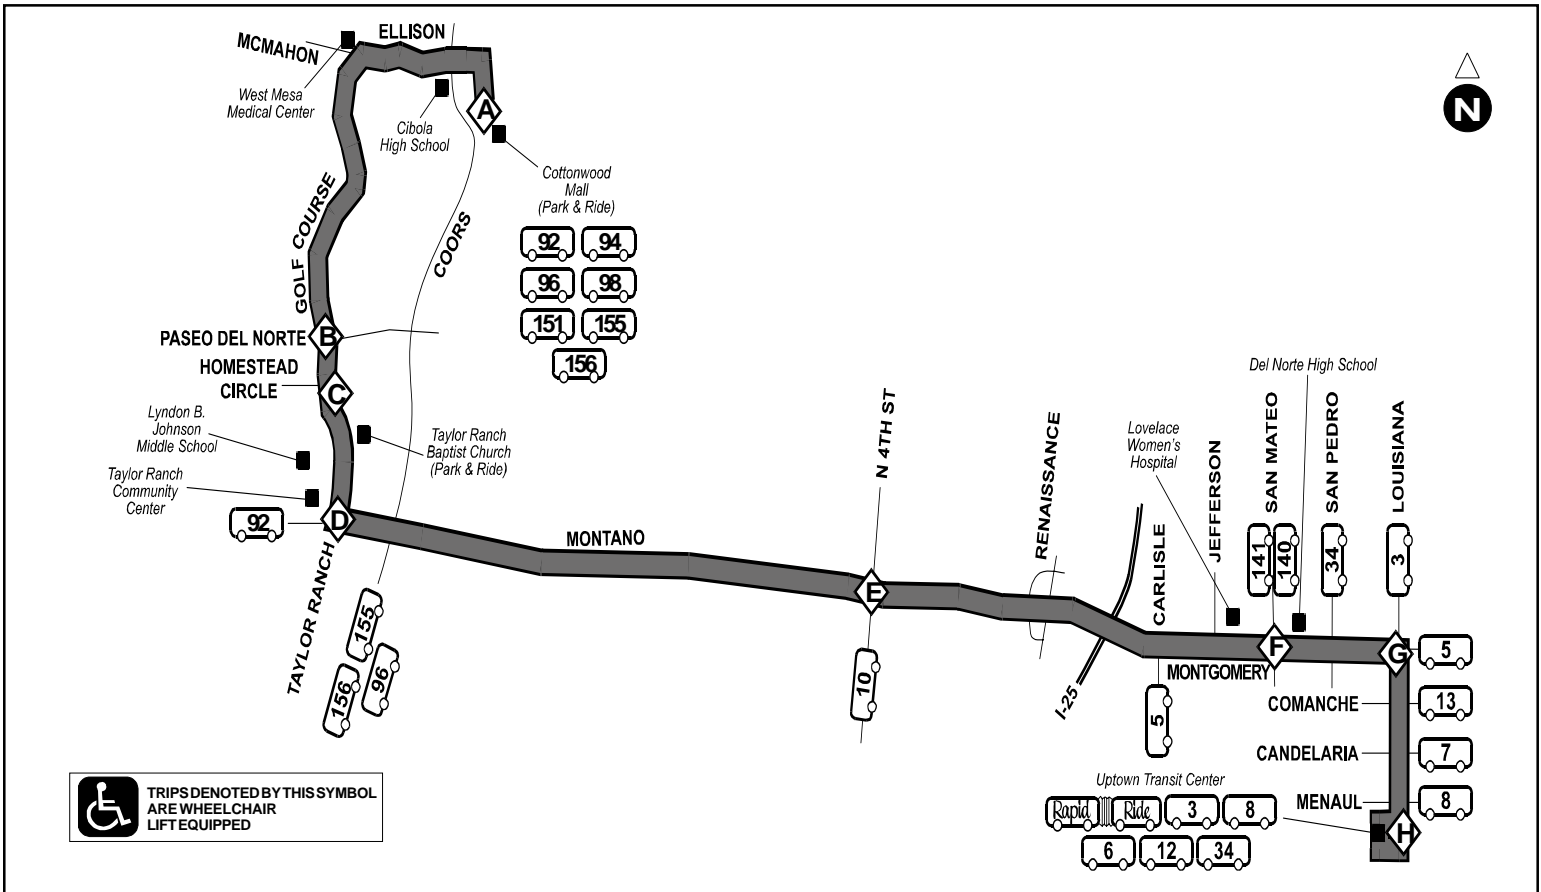 ELLISON
MCMAHON
West Mesa
Medical Center
Cibola
High School
A
N
Cottonwood
Mall
(Park & Ride)
92
94
96
98
151
155
156
GOLF COURSE
COORS
PASEO DEL NORTE
B
HOMESTEAD
CIRCLE
C
Lyndon B.
Johnson
Middle School
Taylor Ranch
Baptist Church
(Park & Ride)
Taylor Ranch
Community
Center
92
D
TAYLOR RANCH
155
156
96
MONTANO
N 4TH ST
E
10
RENAISSANCE
I-25
CARLISLE
5
Lovelace
Women's
Hospital
JEFFERSON
Del Norte High School
SAN MATEO
141
140
SAN PEDRO
34
LOUISIANA
3
F
MONTGOMERY
G
5
COMANCHE
13
CANDELARIA
7
MENAUL
8
Uptown Transit Center
Rapid Ride
3
8
6
12
34
H
TRIPS DENOTED BY THIS SYMBOL
ARE WHEELCHAIR
LIFT EQUIPPED